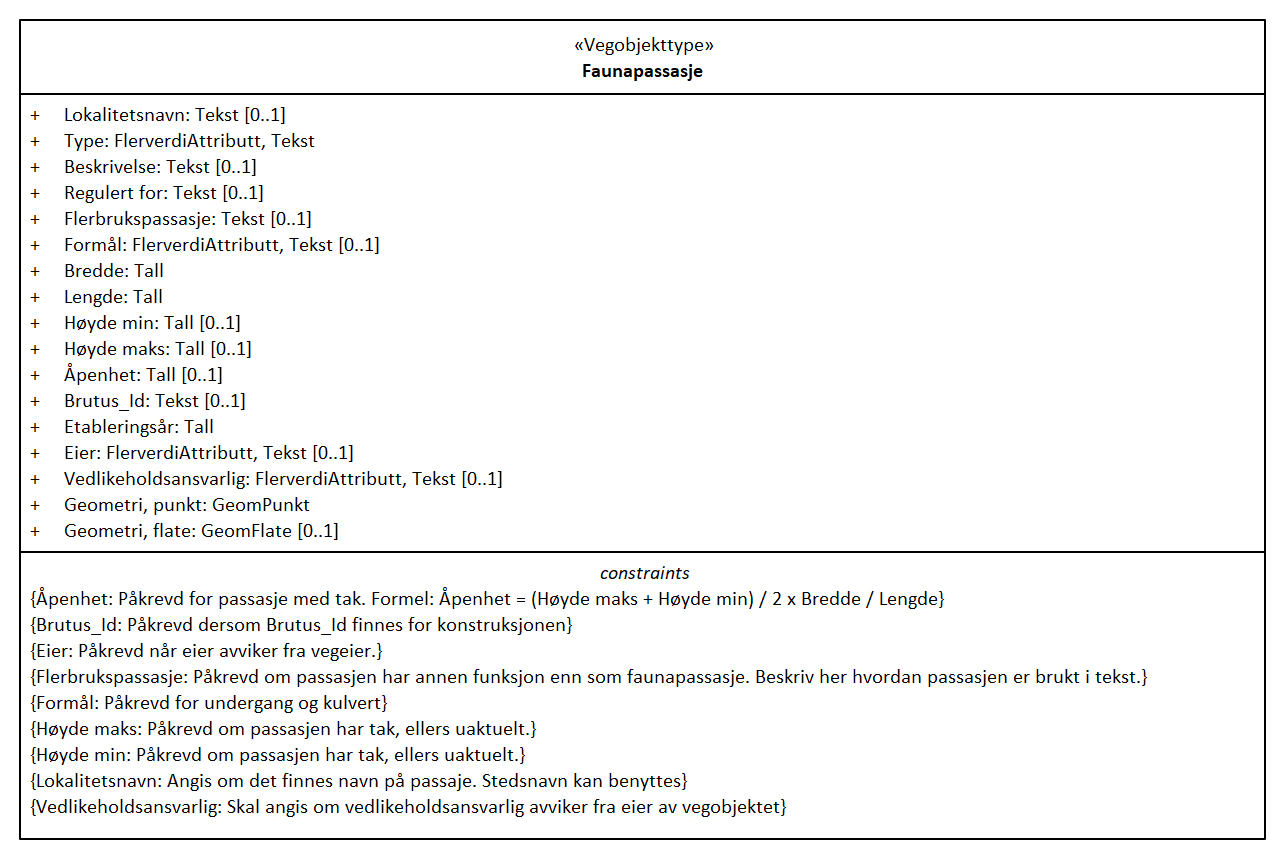 «Vegobjekttype»
Faunapassasje
+ Lokalitetsnavn: Tekst [0..1]
+ Type: FlerverdiAttributt, Tekst
+ Beskrivelse: Tekst [0..1]
+ Regulert for: Tekst [0..1]
+ Flerbrukspassasje: Tekst [0..1]
+ Formål: FlerverdiAttributt, Tekst [0..1]
+ Bredde: Tall
+ Lengde: Tall
+ Høyde min: Tall [0..1]
+ Høyde maks: Tall [0..1]
+ Åpenhet: Tall [0..1]
+ Brutus_Id: Tekst [0..1]
+ Etableringsår: Tall
+ Eier: FlerverdiAttributt, Tekst [0..1]
+ Vedlikeholdsansvarlig: FlerverdiAttributt, Tekst [0..1]
+ Geometri, punkt: GeomPunkt
+ Geometri, flate: GeomFlate [0..1]
constraints
{Åpenhet: Påkrevd for passasje med tak. Formel: Åpenhet = (Høyde maks + Høyde min) / 2 x Bredde / Lengde}
{Brutus_Id: Påkrevd dersom Brutus_Id finnes for konstruksjonen}
{Eier: Påkrevd når eier avviker fra vegeier.}
{Flerbrukspassasje: Påkrevd om passasjen har annen funksjon enn som faunapassasje. Beskriv her hvordan passasjen er brukt i tekst.}
{Formål: Påkrevd for undergang og kulvert}
{Høyde maks: Påkrevd om passasjen har tak, ellers uaktuelt.}
{Høyde min: Påkrevd om passasjen har tak, ellers uaktuelt.}
{Lokalitetsnavn: Angis om det finnes navn på passaje. Stedsnavn kan benyttes}
{Vedlikeholdsansvarlig: Skal angis om vedlikeholdsansvarlig avviker fra eier av vegobjektet}